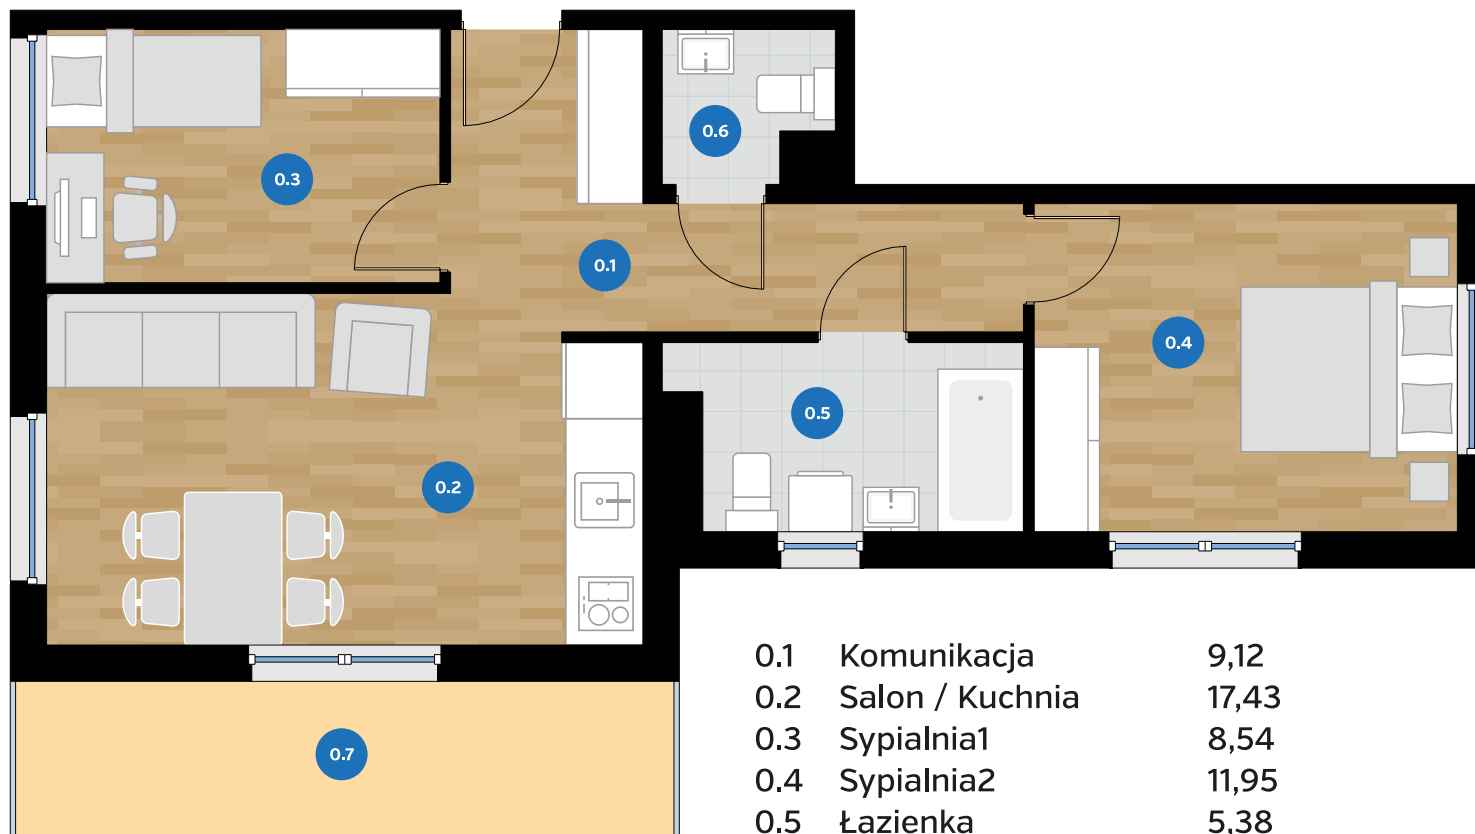 0.6
0.3
0.1
0.4
0.5
0.2
0.7
0.1 Komunikacja 9,12
0.2 Salon / Kuchnia 17,43
0.3 Sypialnia1 8,54
0.4 Sypialnia2 11,95
0.5 Łazienka 5,38